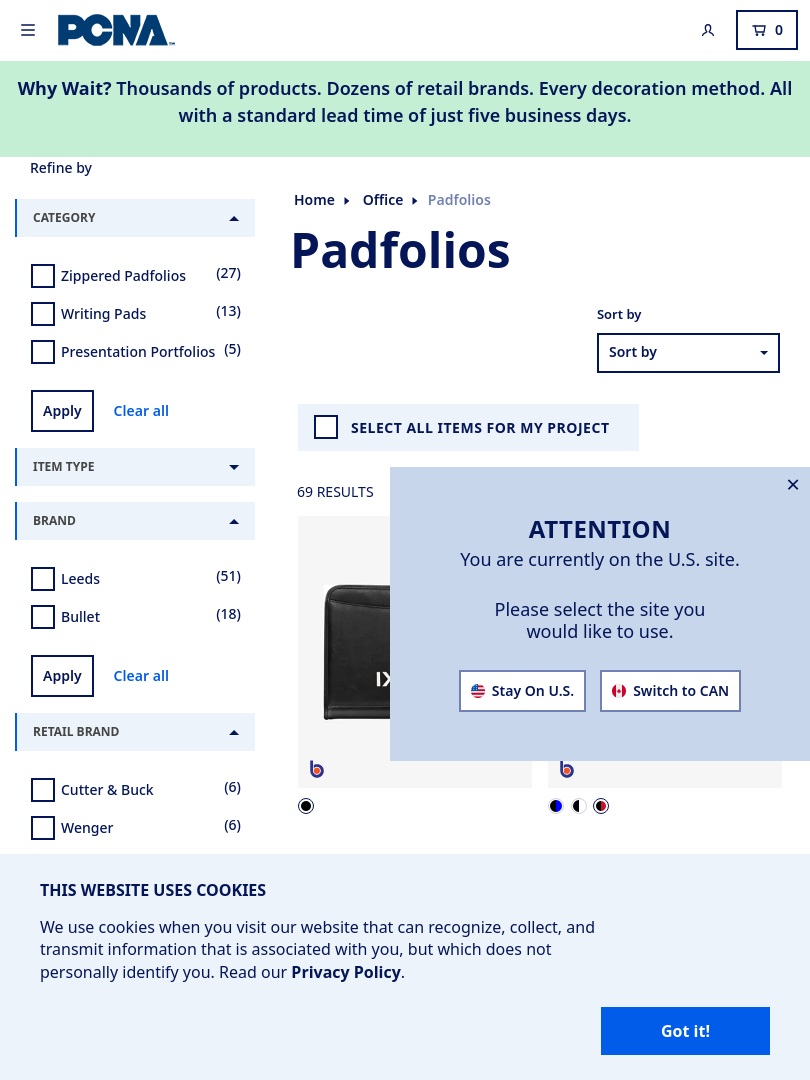 PCNA
0
Why Wait? Thousands of products. Dozens of retail brands. Every decoration method. All
with a standard lead time of just five business days.
Refine by
CATEGORY
Zippered Padfolios (27)
Writing Pads (13)
Presentation Portfolios (5)
Apply Clear all
ITEM TYPE
BRAND
Leeds (51)
Bullet (18)
Apply Clear all
RETAIL BRAND
Cutter & Buck (6)
Wenger (6)
Home Office Padfolios
Padfolios
Sort by
Sort by
SELECT ALL ITEMS FOR MY PROJECT
69 RESULTS
ATTENTION
You are currently on the U.S. site.
Please select the site you
would like to use.
Stay On U.S. Switch to CAN
THIS WEBSITE USES COOKIES
We use cookies when you visit our website that can recognize, collect, and
transmit information that is associated with you, but which does not
personally identify you. Read our Privacy Policy.
Got it!